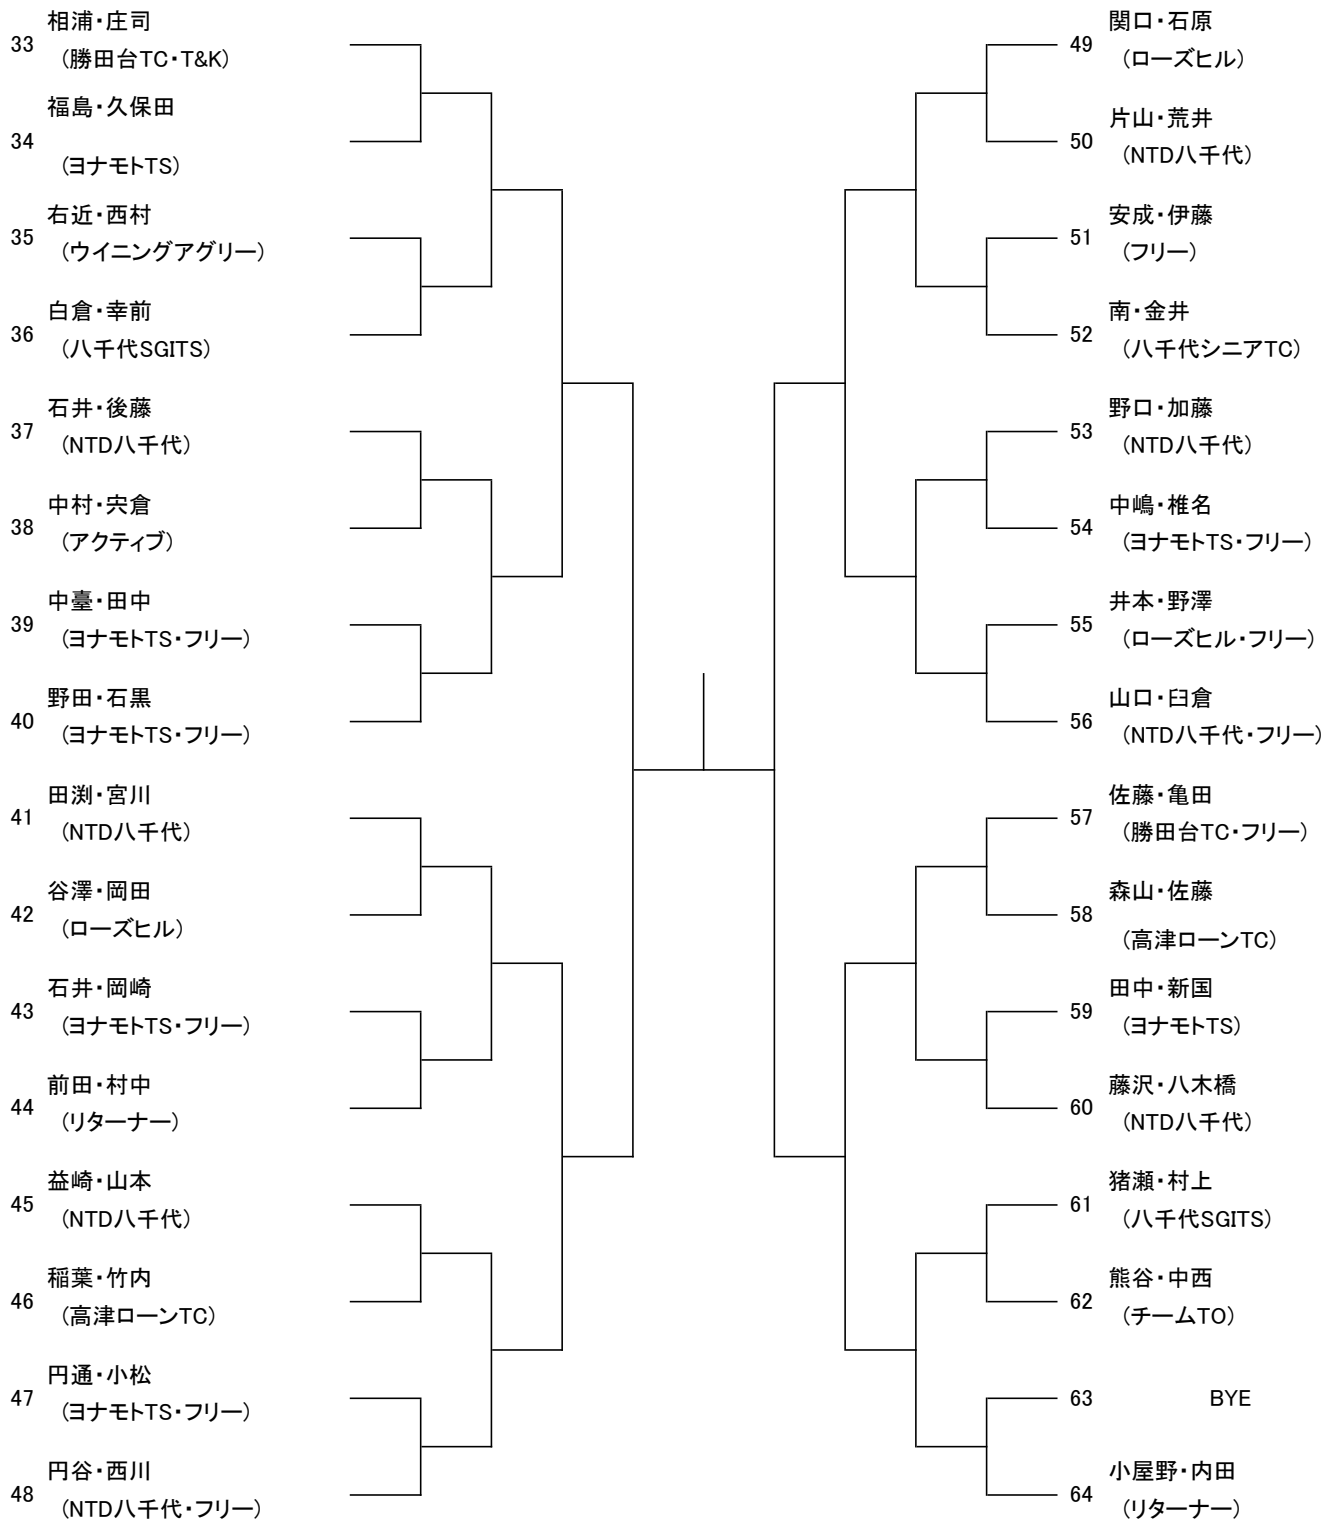 33 相浦・庄司
(勝田台TC・T&K)
34 福島・久保田
(ヨナモトTS)
35 右近・西村
(ウイニングアグリー)
36 白倉・幸前
(八千代SGITS)
37 石井・後藤
(NTD八千代)
38 中村・宍倉
(アクティブ)
39 中臺・田中
(ヨナモトTS・フリー)
40 野田・石黒
(ヨナモトTS・フリー)
41 田渕・宮川
(NTD八千代)
42 谷澤・岡田
(ローズヒル)
43 石井・岡崎
(ヨナモトTS・フリー)
44 前田・村中
(リターナー)
45 益崎・山本
(NTD八千代)
46 稲葉・竹内
(高津ローンTC)
47 円通・小松
(ヨナモトTS・フリー)
48 円谷・西川
(NTD八千代・フリー)
49 関口・石原
(ローズヒル)
50 片山・荒井
(NTD八千代)
51 安成・伊藤
(フリー)
52 南・金井
(八千代シニアTC)
53 野口・加藤
(NTD八千代)
54 中嶋・椎名
(ヨナモトTS・フリー)
55 井本・野澤
(ローズヒル・フリー)
56 山口・臼倉
(NTD八千代・フリー)
57 佐藤・亀田
(勝田台TC・フリー)
58 森山・佐藤
(高津ローンTC)
59 田中・新国
(ヨナモトTS)
60 藤沢・八木橋
(NTD八千代)
61 猪瀬・村上
(八千代SGITS)
62 熊谷・中西
(チームTO)
63 BYE
64 小屋野・内田
(リターナー)